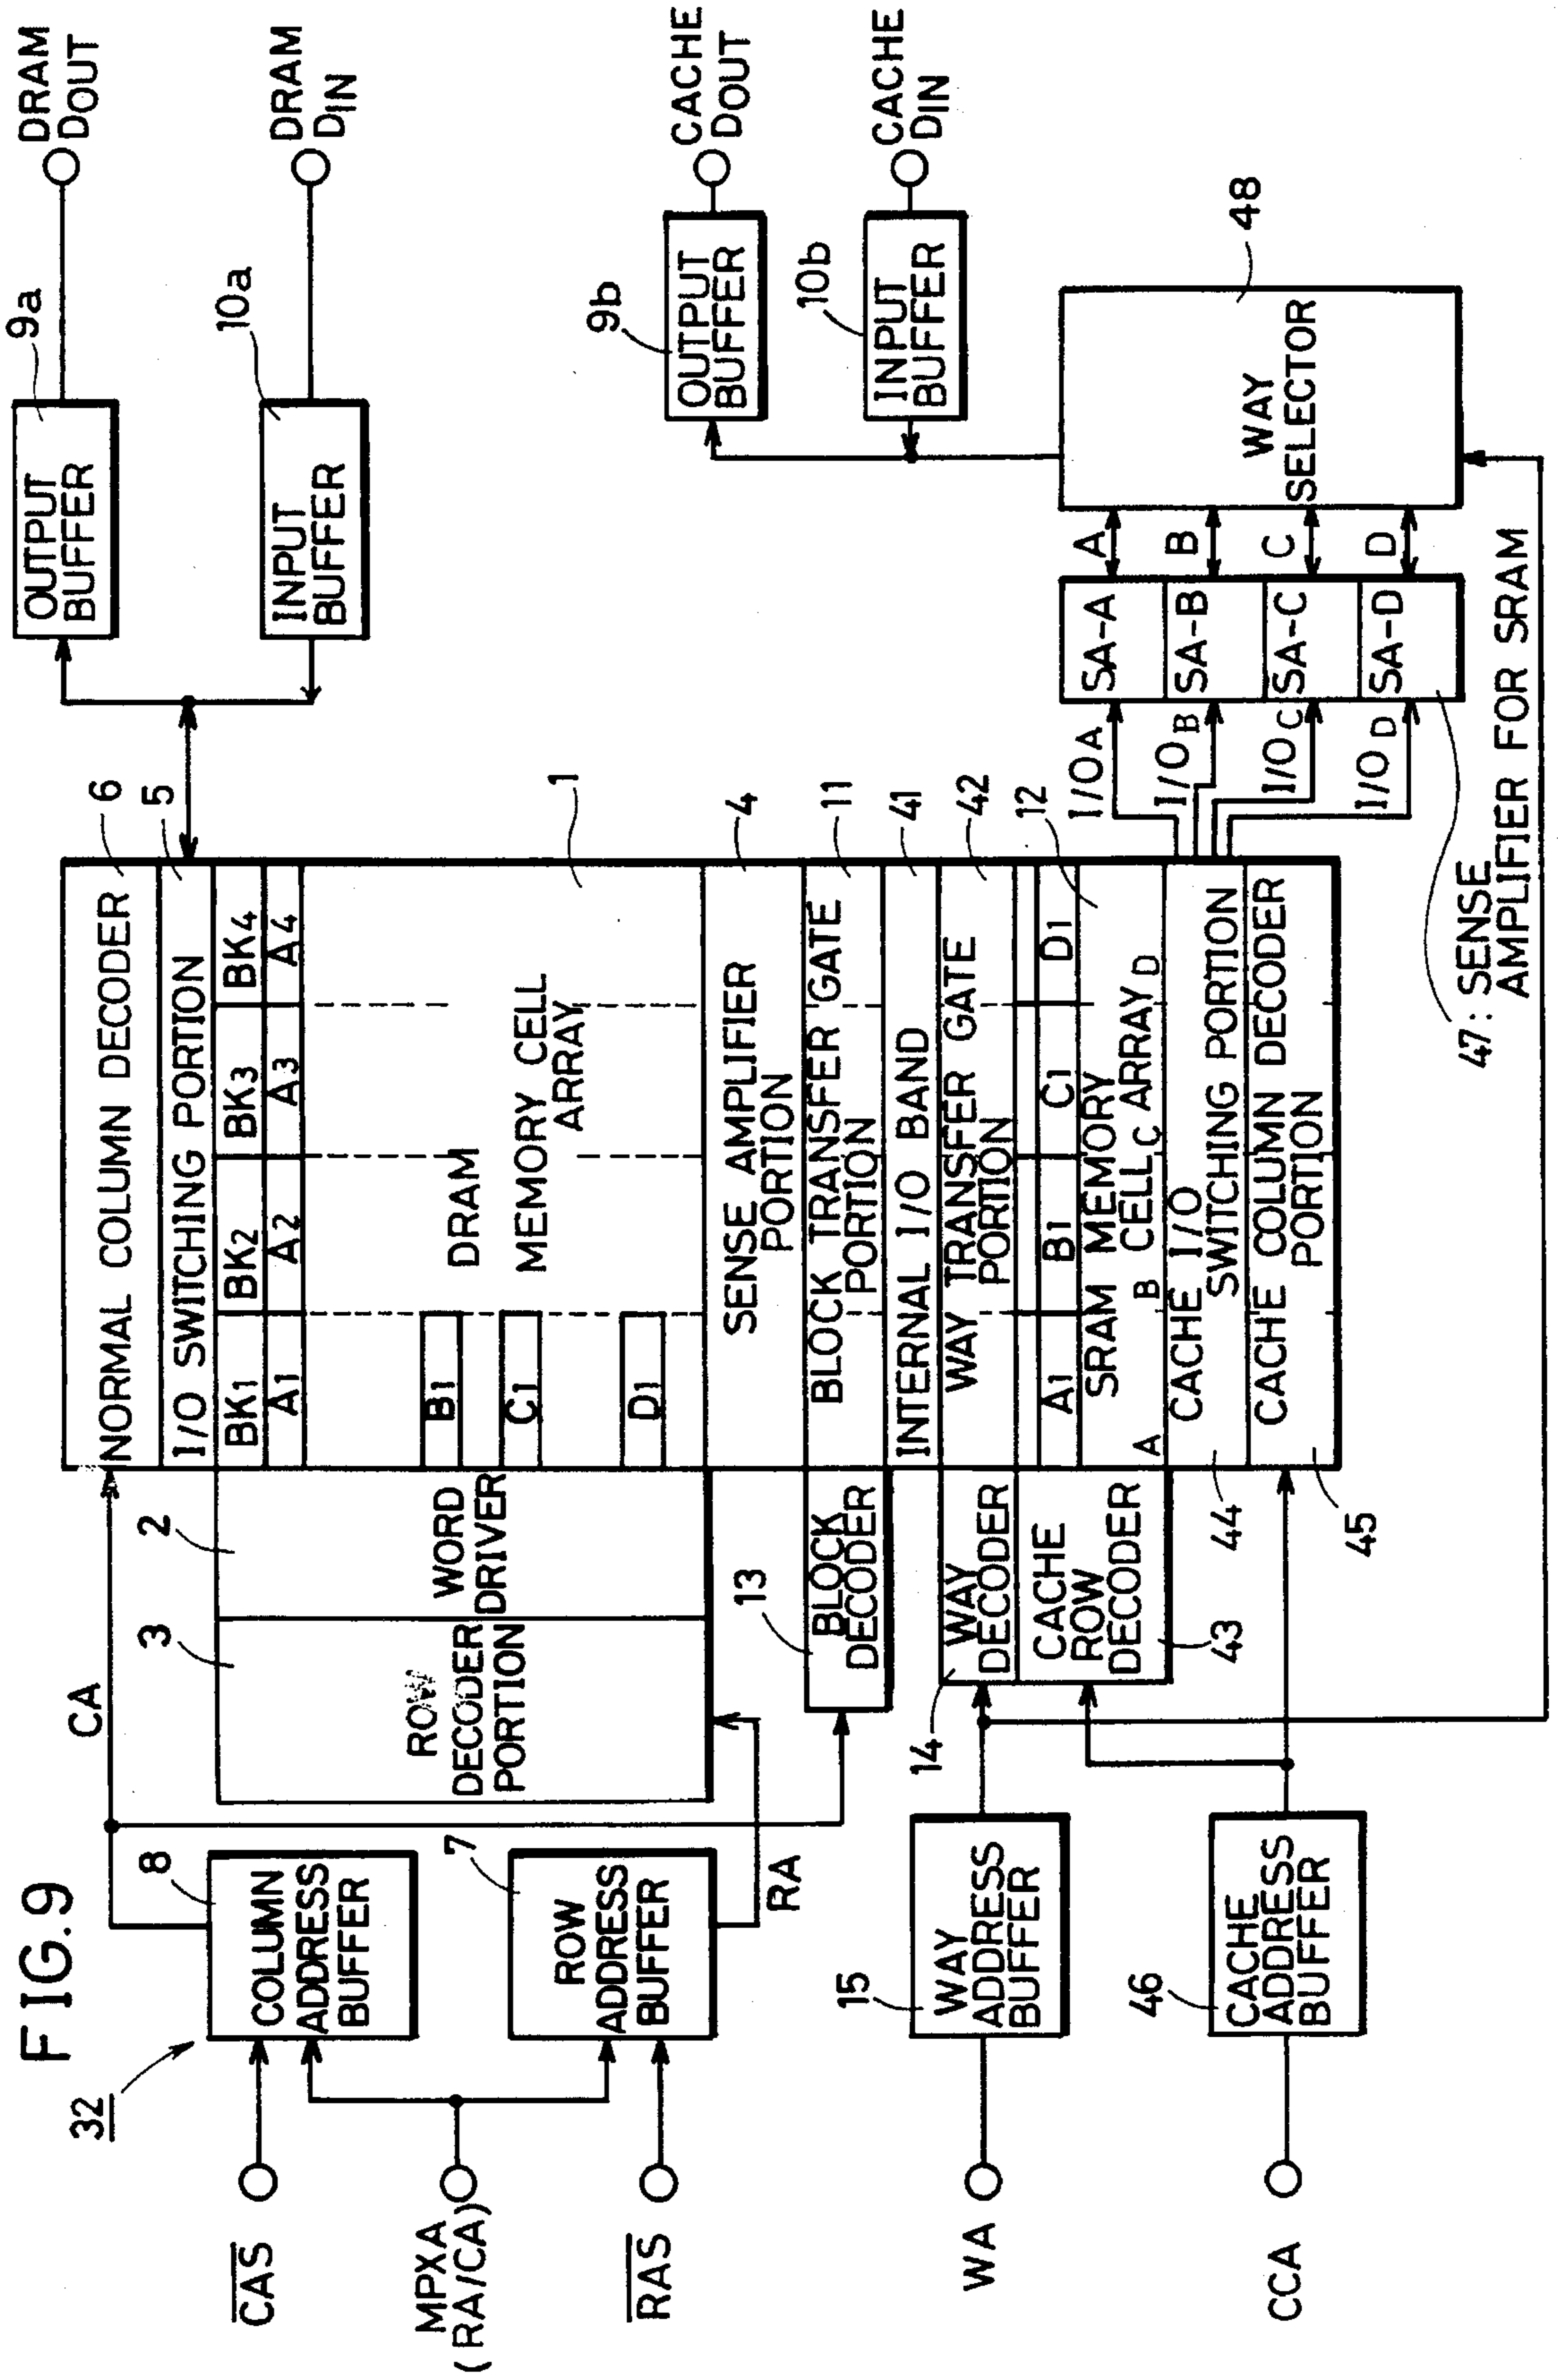 FIG.9
32
CAS
MPXA
(RA/CA)
RAS
WA
CCA
8
COLUMN
ADDRESS
BUFFER
7
ROW
ADDRESS
BUFFER
15
WAY
ADDRESS
BUFFER
46
CACHE
ADDRESS
BUFFER
CA
RA
3
ROW
DECODER
PORTION
2
WORD
DRIVER
13
BLOCK
DECODER
14
WAY
DECODER
CACHE
ROW
DECODER
43
6
NORMAL COLUMN DECODER
5
I/O SWITCHING PORTION
BK1 BK2 BK3 BK4
A1 A2 A3 A4
1
DRAM
MEMORY CELL
ARRAY
B1
C1
D1
4
SENSE AMPLIFIER
PORTION
11
BLOCK TRANSFER GATE
PORTION
41
INTERNAL I/O BAND
42
WAY TRANSFER GATE
PORTION
12
A1 B1 C1 D1
SRAM MEMORY
CELL ARRAY
A B C D
44
CACHE I/O
SWITCHING PORTION
45
CACHE COLUMN DECODER
PORTION
I/OA
I/OB
I/OC
I/OD
SA-A
SA-B
SA-C
SA-D
A
B
C
D
47: SENSE
AMPLIFIER FOR SRAM
48
WAY
SELECTOR
9a
OUTPUT
BUFFER
DRAM
DOUT
10a
INPUT
BUFFER
DRAM
DIN
9b
OUTPUT
BUFFER
CACHE
DOUT
10b
INPUT
BUFFER
CACHE
DIN